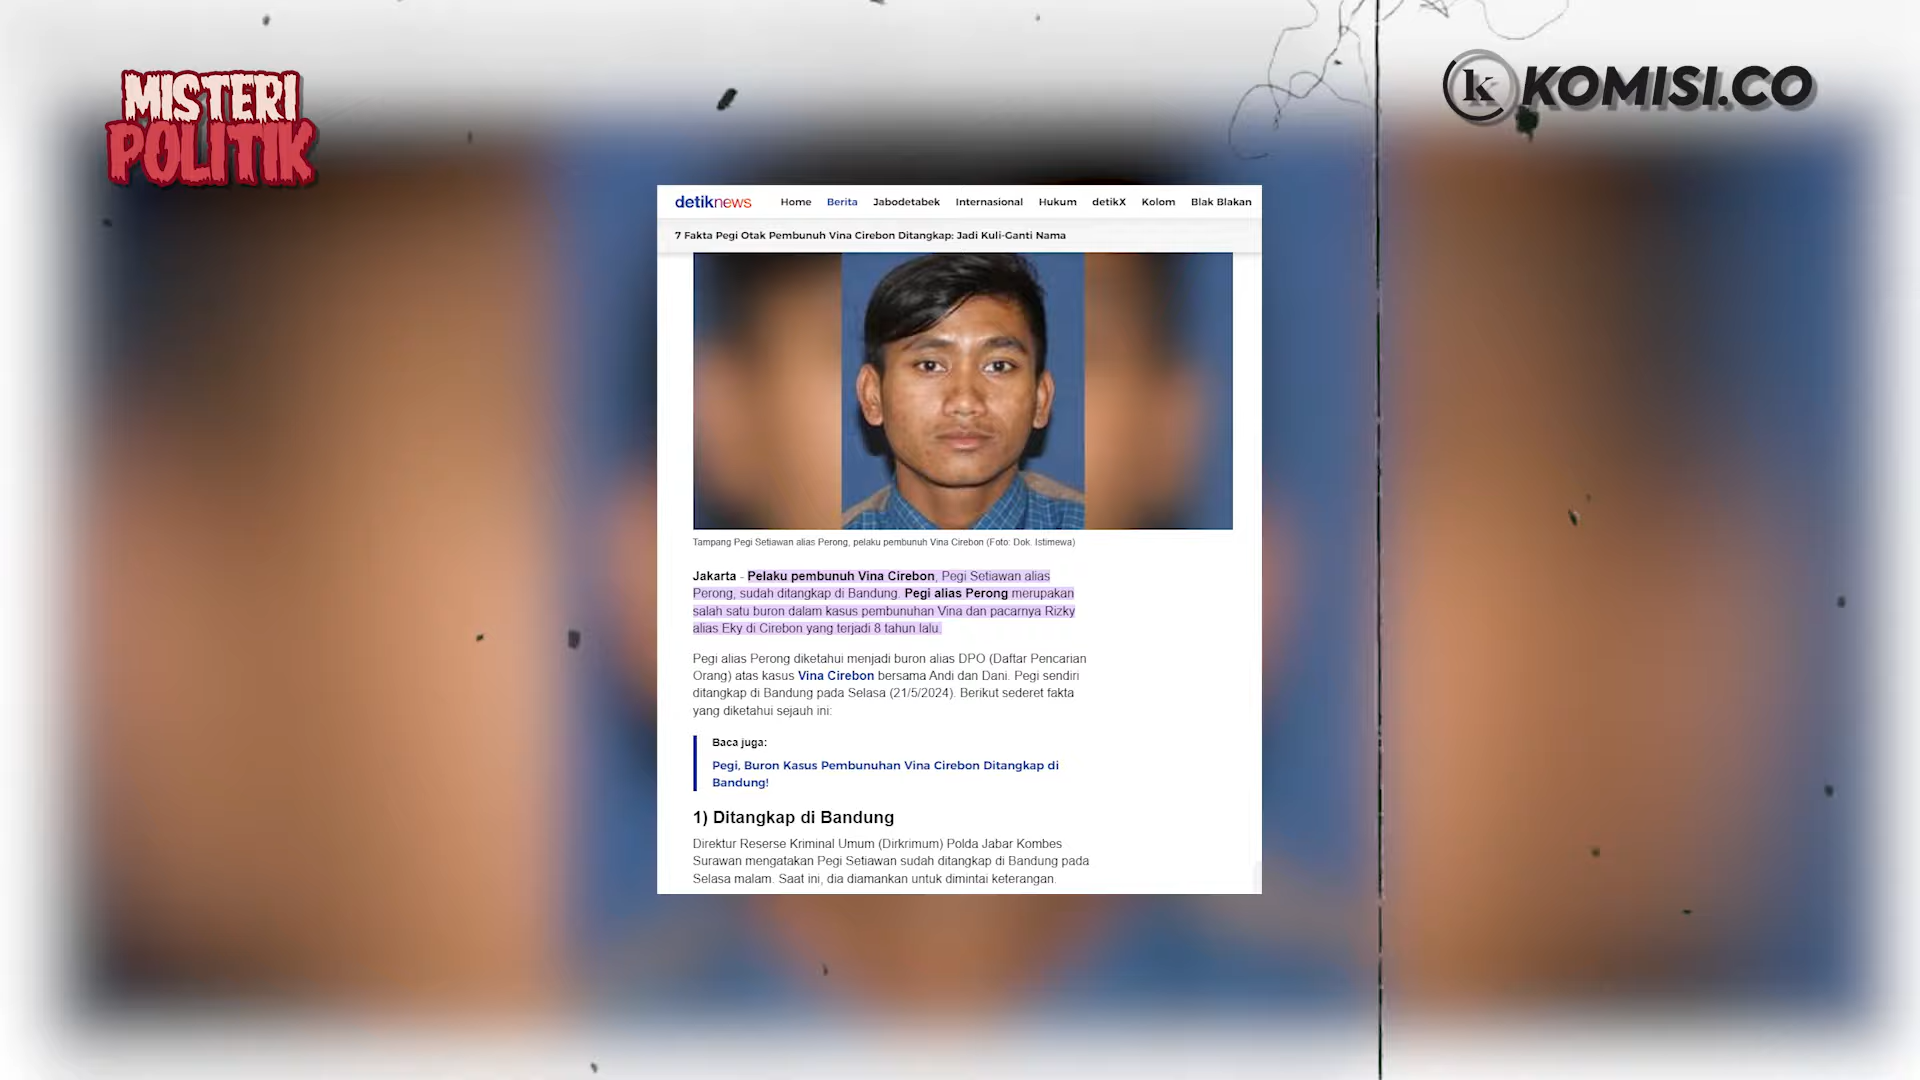 MISTERI
POLITIK
k KOMISI.CO
detiknews Home Berita Jabodetabek Internasional Hukum detikX Kolom Blak Blakan
7 Fakta Pegi Otak Pembunuh Vina Cirebon Ditangkap: Jadi Kuli-Ganti Nama
Tampang Pegi Setiawan alias Perong, pelaku pembunuh Vina Cirebon (Foto: Dok. Istimewa)
Jakarta - Pelaku pembunuh Vina Cirebon, Pegi Setiawan alias
Perong, sudah ditangkap di Bandung. Pegi alias Perong merupakan
salah satu buron dalam kasus pembunuhan Vina dan pacarnya Rizky
alias Eky di Cirebon yang terjadi 8 tahun lalu.
Pegi alias Perong diketahui menjadi buron alias DPO (Daftar Pencarian
Orang) atas kasus Vina Cirebon bersama Andi dan Dani. Pegi sendiri
ditangkap di Bandung pada Selasa (21/5/2024). Berikut sederet fakta
yang diketahui sejauh ini:
Baca juga:
Pegi, Buron Kasus Pembunuhan Vina Cirebon Ditangkap di
Bandung!
1) Ditangkap di Bandung
Direktur Reserse Kriminal Umum (Dirkrimum) Polda Jabar Kombes
Surawan mengatakan Pegi Setiawan sudah ditangkap di Bandung pada
Selasa malam. Saat ini, dia diamankan untuk dimintai keterangan.